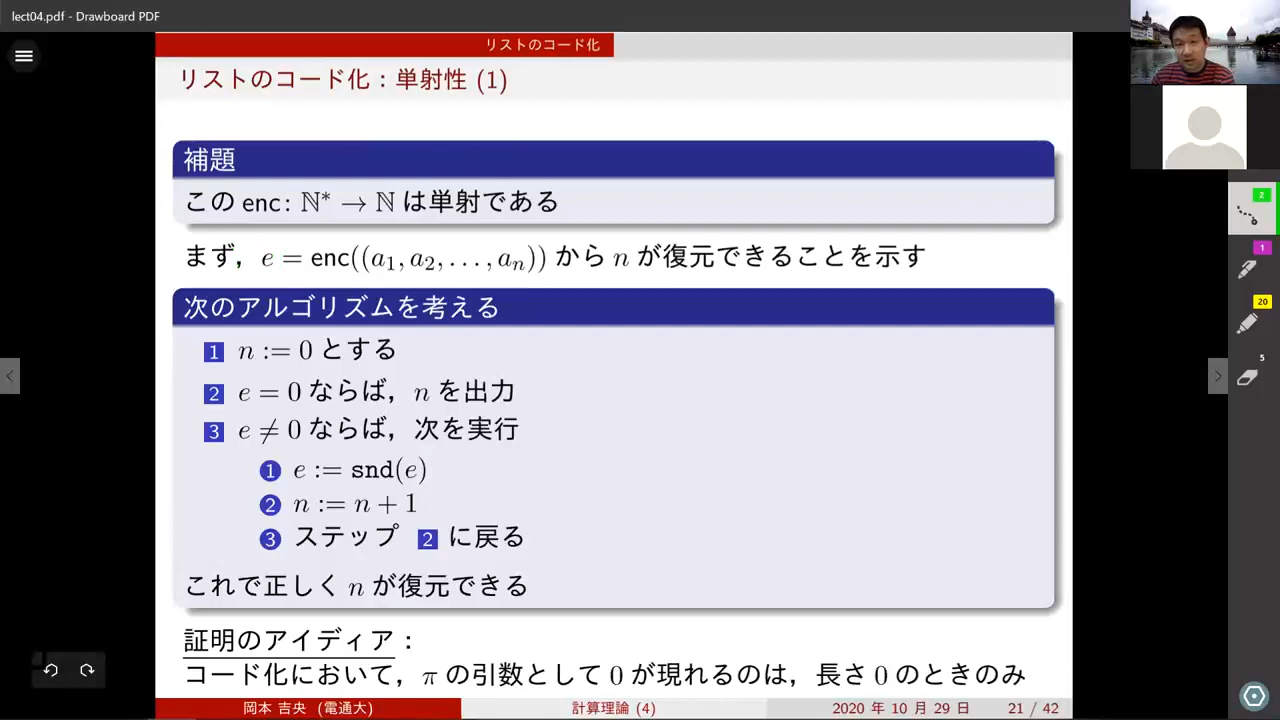 lect04.pdf - Drawboard PDF
リストのコード化
リストのコード化：単射性 (1)
補題
この enc: ℕ* → ℕ は単射である
まず，e = enc((a₁, a₂, . . . , aₙ)) から n が復元できることを示す
次のアルゴリズムを考える
1 n := 0 とする
2 e = 0 ならば，n を出力
3 e ≠ 0 ならば，次を実行
1 e := snd(e)
2 n := n + 1
3 ステップ 2 に戻る
これで正しく n が復元できる
証明のアイディア：
コード化において，π の引数として 0 が現れるのは，長さ 0 のときのみ
岡本 吉央 (電通大) 計算理論 (4) 2020 年 10 月 29 日 21 / 42
2
1
20
5